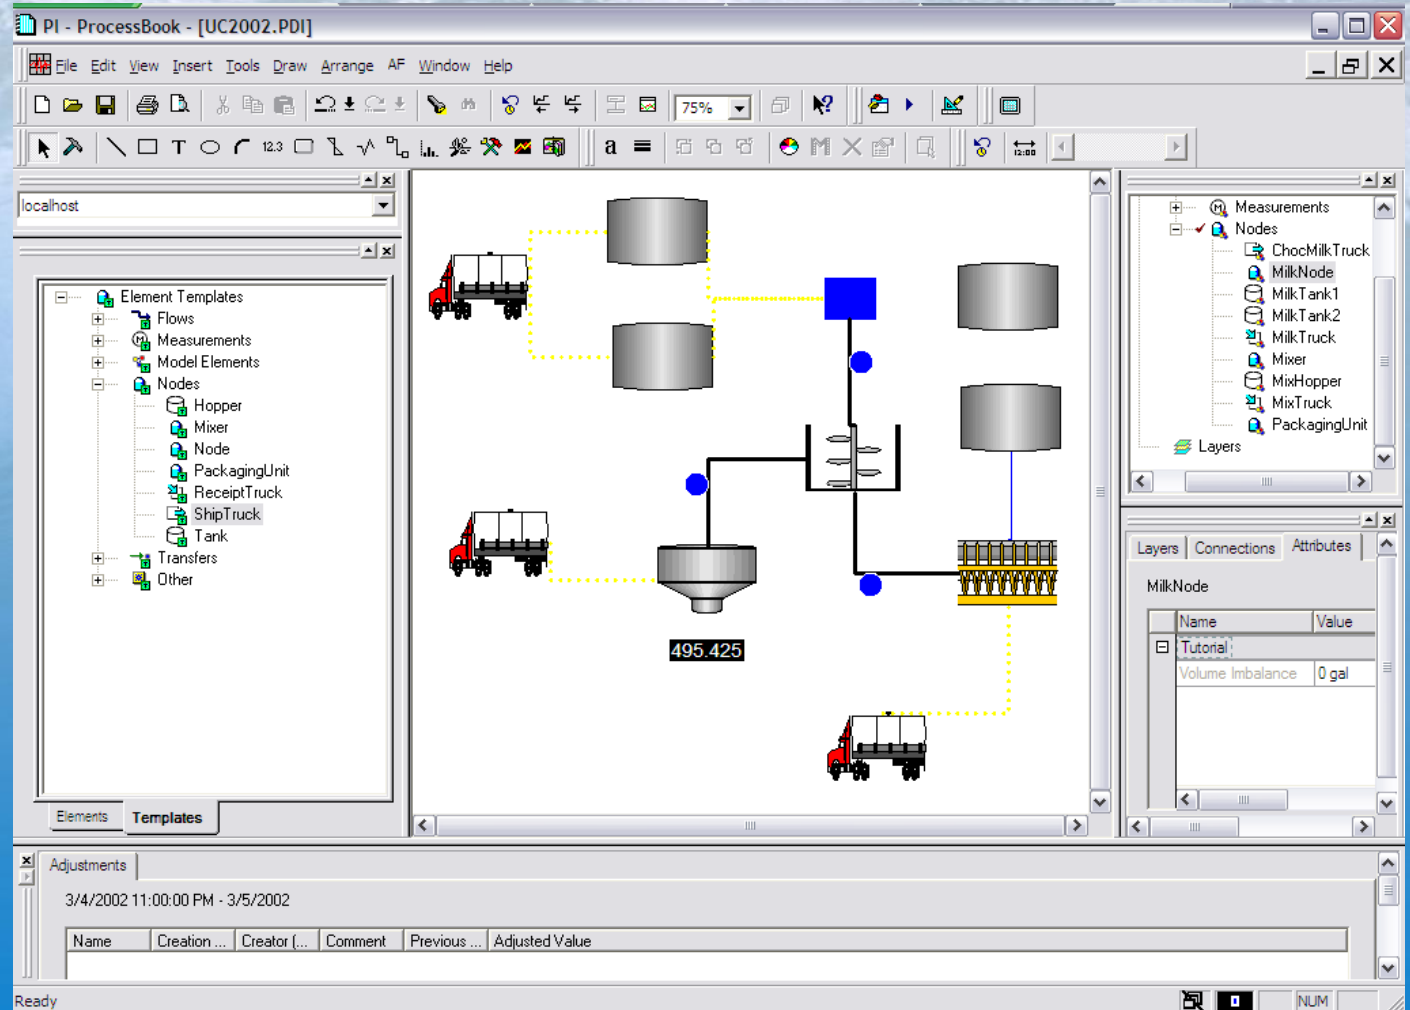 PI - ProcessBook - [UC2002.PDI]
File Edit View Insert Tools Draw Arrange AF Window Help
75%
T 12.3 a 12:00
localhost
Element Templates
Flows
Measurements
Model Elements
Nodes
Hopper
Mixer
Node
PackagingUnit
ReceiptTruck
ShipTruck
Tank
Transfers
Other
Elements Templates
495.425
Measurements
Nodes
ChocMilkTruck
MilkNode
MilkTank1
MilkTank2
MilkTruck
Mixer
MixHopper
MixTruck
PackagingUnit
Layers
Layers Connections Attributes
MilkNode
Name Value
Tutorial
Volume Imbalance 0 gal
Adjustments
3/4/2002 11:00:00 PM - 3/5/2002
Name Creation ... Creator (... Comment Previous ... Adjusted Value
Ready NUM